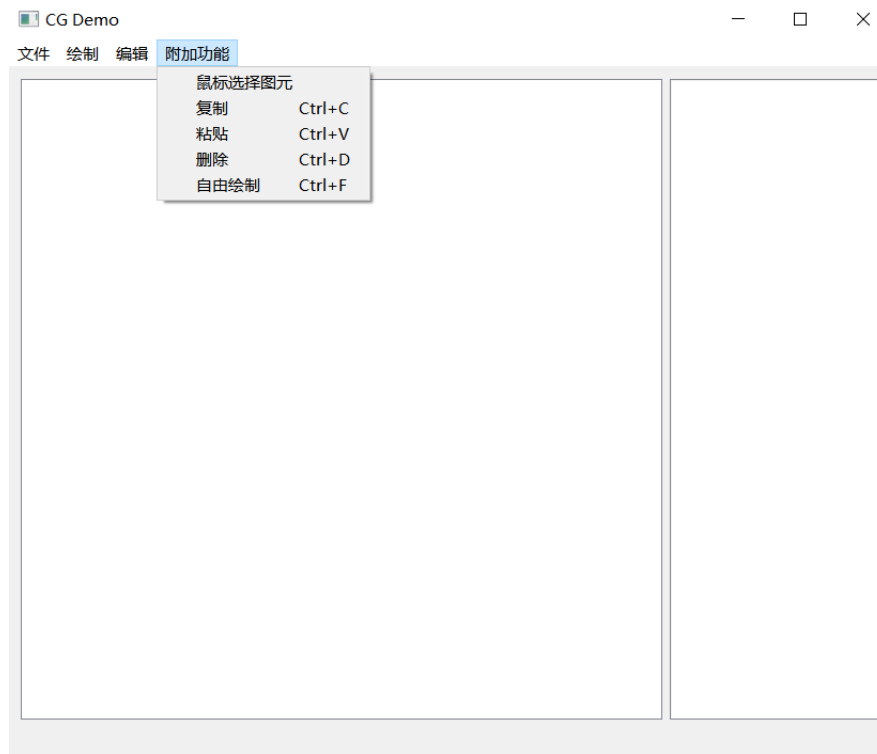 CG Demo
文件 绘制 编辑 附加功能
鼠标选择图元
复制 Ctrl+C
粘贴 Ctrl+V
删除 Ctrl+D
自由绘制 Ctrl+F